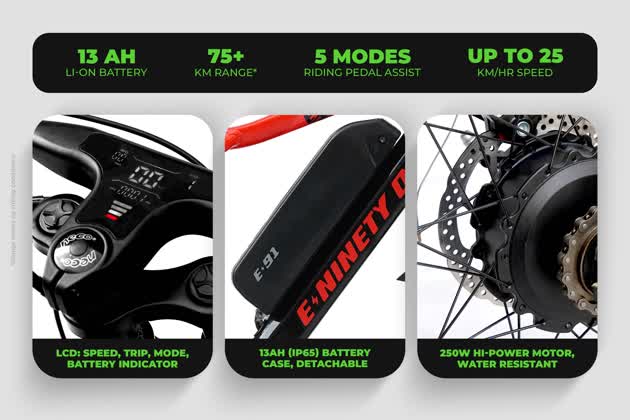 13 AH
LI-ON BATTERY
75+
KM RANGE*
5 MODES
RIDING PEDAL ASSIST
UP TO 25
KM/HR SPEED
neco
neco
E-91
E NINETY O
LCD: SPEED, TRIP, MODE,
BATTERY INDICATOR
13AH (IP65) BATTERY
CASE, DETACHABLE
250W HI-POWER MOTOR,
WATER RESISTANT